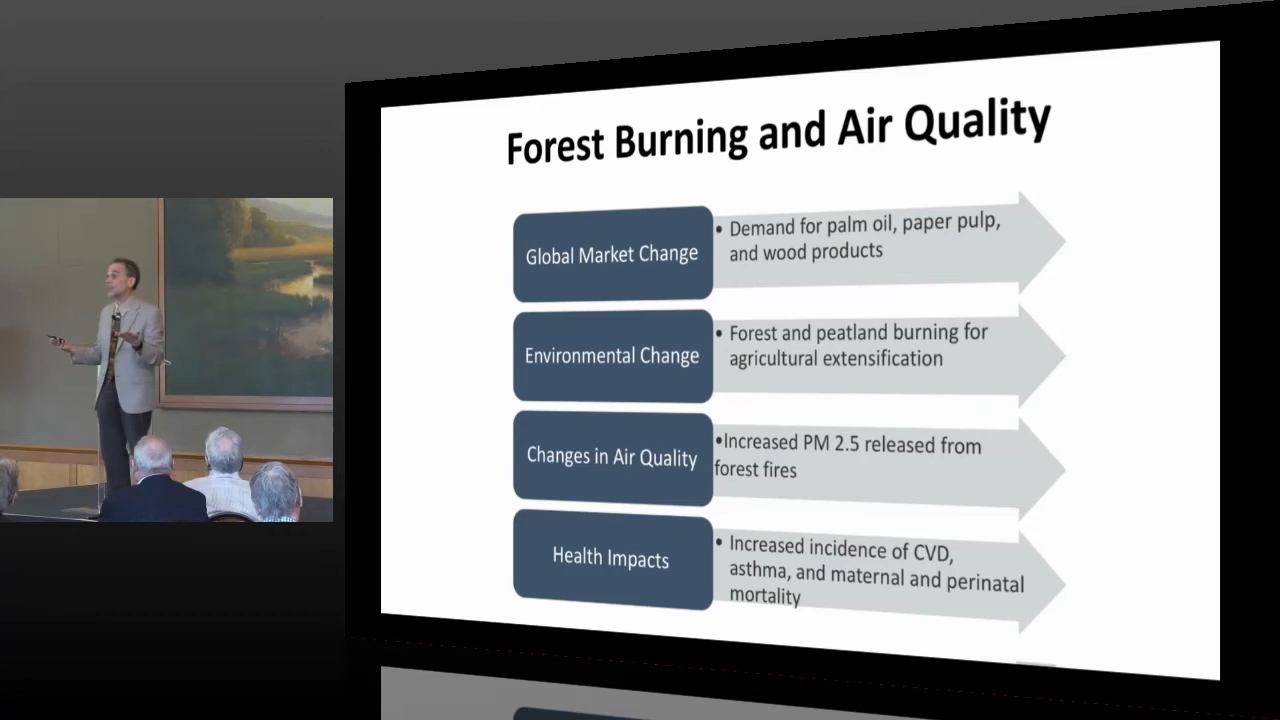 Forest Burning and Air Quality
Global Market Change
• Demand for palm oil, paper pulp,
and wood products
Environmental Change
• Forest and peatland burning for
agricultural extensification
Changes in Air Quality
•Increased PM 2.5 released from
forest fires
Health Impacts
• Increased incidence of CVD,
asthma, and maternal and perinatal
mortality